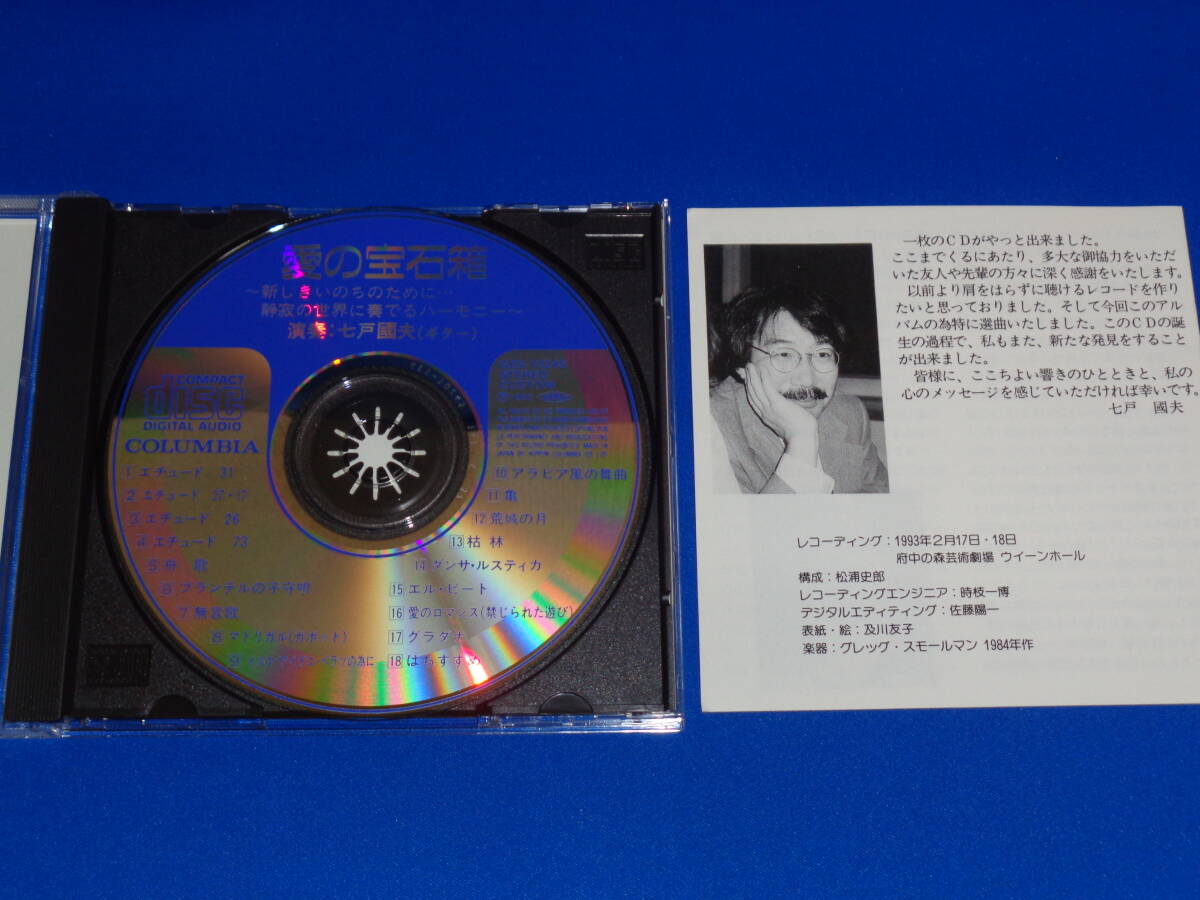 愛の宝石箱
～新しきいのちのために…
静寂の世界に奏でるハーモニー～
演奏：七戸國夫(ギター)
COMPACT
disc
DIGITAL AUDIO
COLUMBIA
1 エチュード 31
2 エチュード
3 エチュード 26
4 エチュード 73
5 舟 歌
6 ブランデルの子守唄
7 無言歌
8 マドリガル(ガボット)
9
10 アラビア風の舞曲
11 亀
12 荒城の月
13 枯 林
14 ダンサ・ルスティカ
15 エル・ビート
16 愛のロマンス(禁じられた遊び)
17 グラダナ
18 はちすずめ
一枚のＣＤがやっと出来ました。
ここまでくるにあたり、多大な御協力をいただ
いた友人や先輩の方々に深く感謝をいたします。
以前より肩をはらずに聴けるレコードを作り
たいと思っておりました。そして今回このアル
バムの為特に選曲いたしました。このＣＤの誕
生の過程で、私もまた、新たな発見をすること
が出来ました。
皆様に、ここちよい響きのひとときと、私の
心のメッセージを感じていただければ幸いです。
七戸 國夫
レコーディング：1993年２月17日・18日
府中の森芸術劇場 ウイーンホール
構成：松浦史郎
レコーディングエンジニア：時枝一博
デジタルエディティング：佐藤陽一
表紙・絵：及川友子
楽器：グレッグ・スモールマン 1984年作